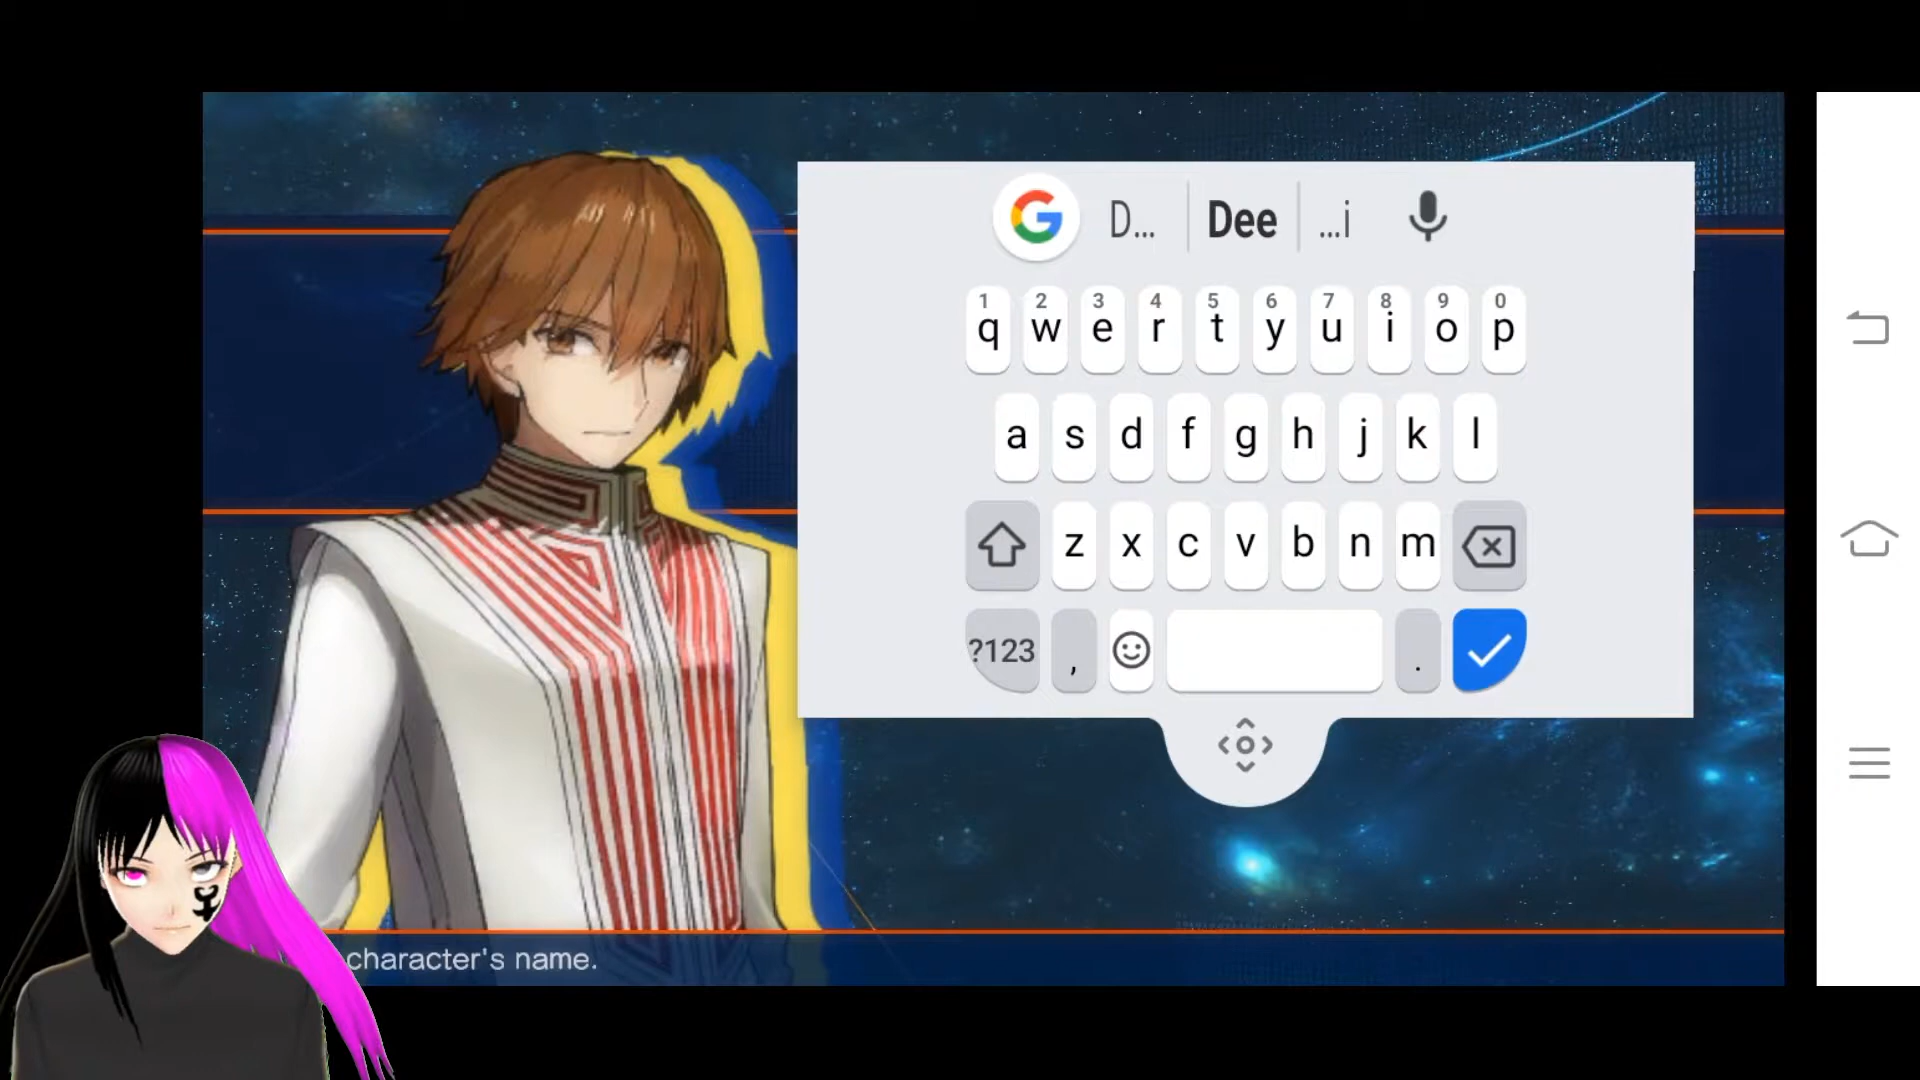 D... Dee ...i
1 2 3 4 5 6 7 8 9 0
q w e r t y u i o p
a s d f g h j k l
z x c v b n m
?123 , .
character's name.